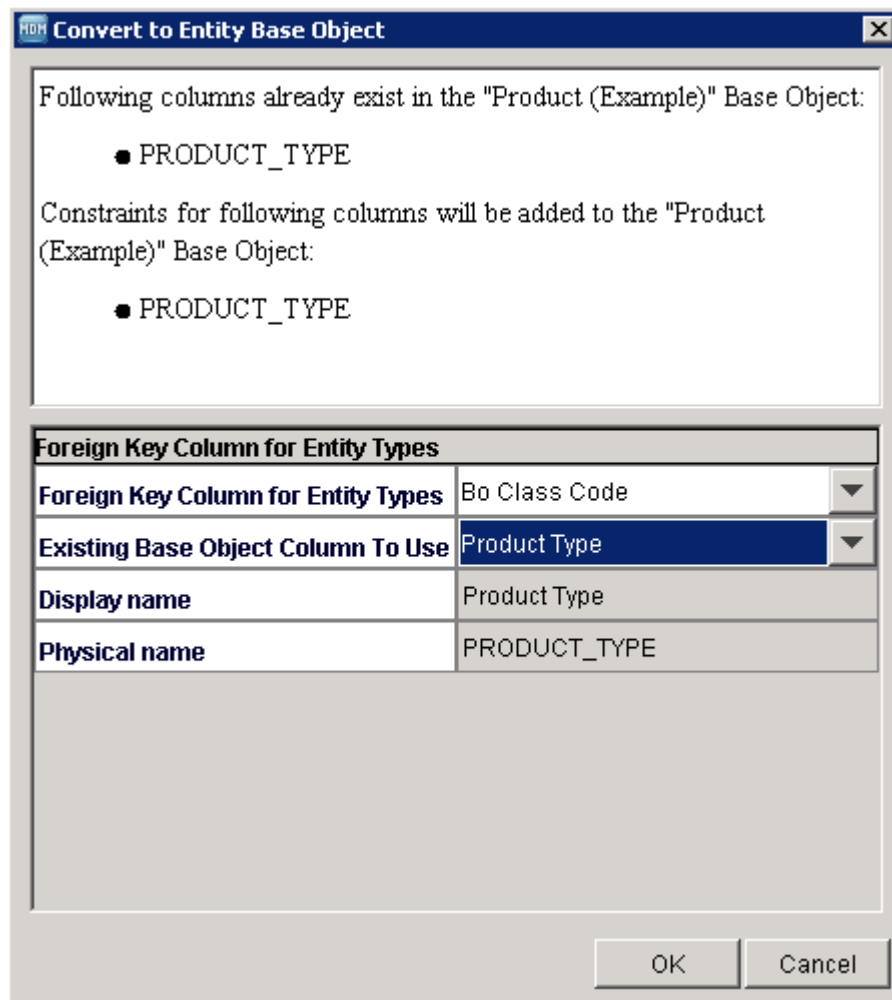 MDM Convert to Entity Base Object
Following columns already exist in the "Product (Example)" Base Object:
● PRODUCT_TYPE
Constraints for following columns will be added to the "Product
(Example)" Base Object:
● PRODUCT_TYPE
Foreign Key Column for Entity Types
Foreign Key Column for Entity Types Bo Class Code
Existing Base Object Column To Use Product Type
Display name Product Type
Physical name PRODUCT_TYPE
OK Cancel